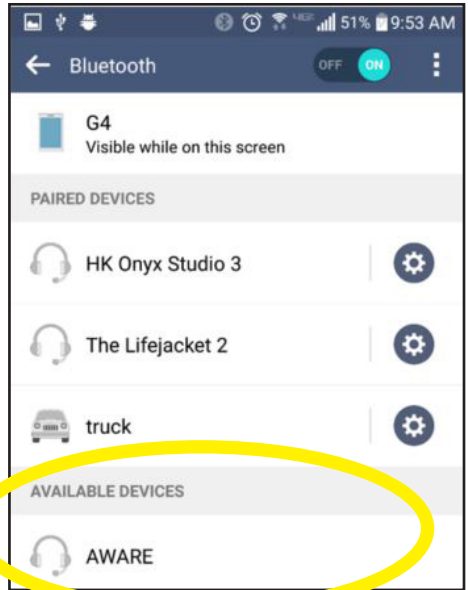 51% 9:53 AM
Bluetooth OFF ON
G4
Visible while on this screen
PAIRED DEVICES
HK Onyx Studio 3
The Lifejacket 2
truck
AVAILABLE DEVICES
AWARE